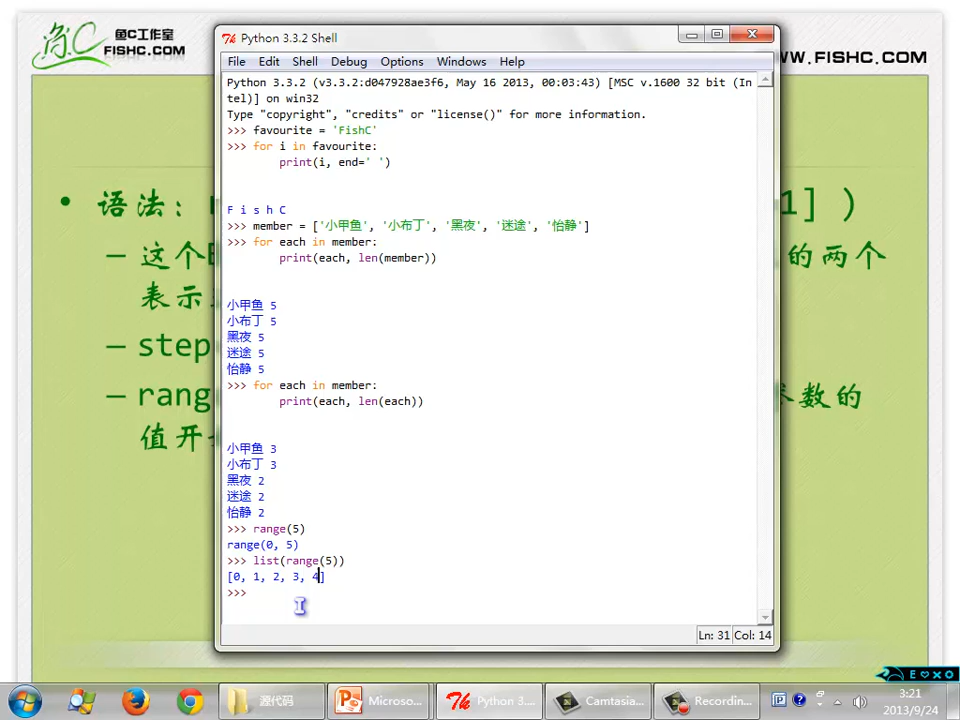 鱼C工作室
FISHC.COM
WWW.FISHC.COM
Python 3.3.2 Shell
File Edit Shell Debug Options Windows Help
Python 3.3.2 (v3.3.2:d047928ae3f6, May 16 2013, 00:03:43) [MSC v.1600 32 bit (In
tel)] on win32
Type "copyright", "credits" or "license()" for more information.
>>> favourite = 'FishC'
>>> for i in favourite:
print(i, end=' ')
F i s h C
>>> member = ['小甲鱼', '小布丁', '黑夜', '迷途', '怡静']
>>> for each in member:
print(each, len(member))
小甲鱼 5
小布丁 5
黑夜 5
迷途 5
怡静 5
>>> for each in member:
print(each, len(each))
小甲鱼 3
小布丁 3
黑夜 2
迷途 2
怡静 2
>>> range(5)
range(0, 5)
>>> list(range(5))
[0, 1, 2, 3, 4]
>>>
Ln: 31 Col: 14
• 语法： 1] )
– 这个 的两个
表示
– step
– rang 参数的
值开
源代码
Microso...
Python 3....
Camtasia...
Recording...
3:21
2013/9/24